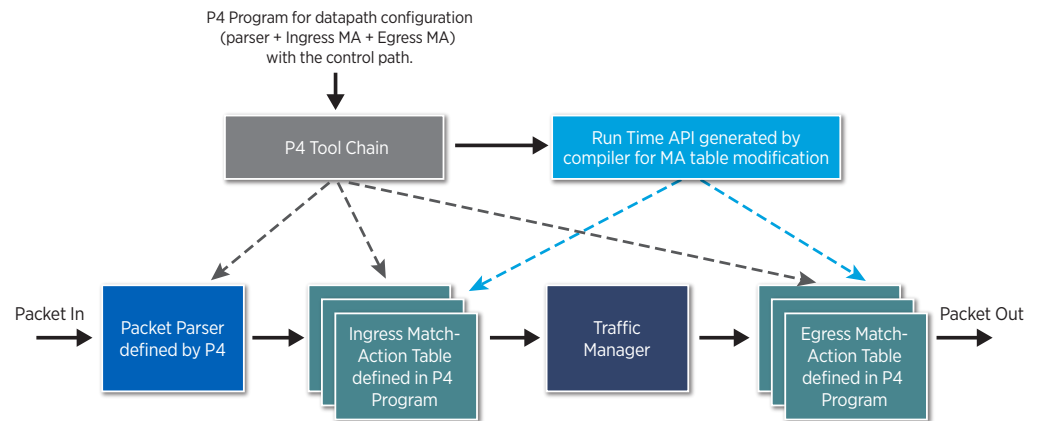 P4 Program for datapath configuration
(parser + Ingress MA + Egress MA)
with the control path.
P4 Tool Chain
Run Time API generated by
compiler for MA table modification
Packet In
Packet Parser
defined by P4
Ingress Match-
Action Table
defined in P4
Program
Traffic
Manager
Egress Match-
Action Table
defined in P4
Program
Packet Out